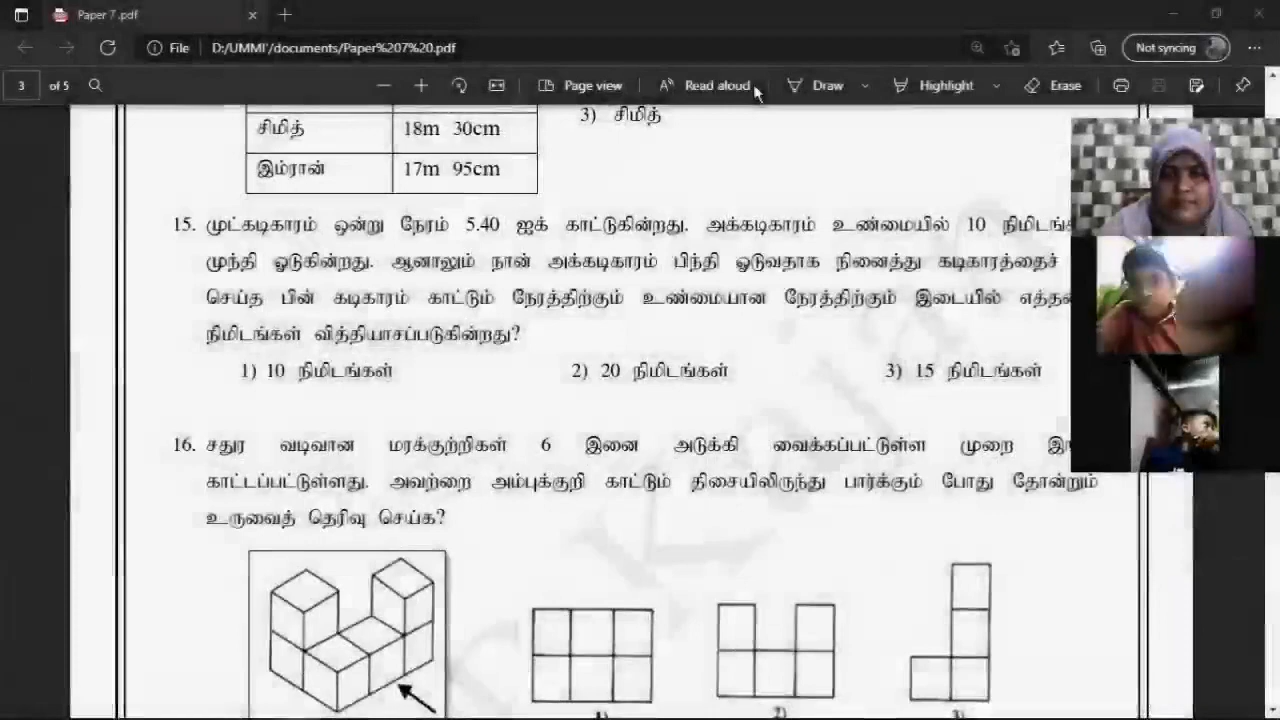 Paper 7 .pdf
File D:/UMMI'/documents/Paper%207%20.pdf Not syncing
3 of 5 Page view Read aloud Draw Highlight Erase
சிமித் 18m 30cm 3) சிமித்
இம்ரான் 17m 95cm
15. முட்கடிகாரம் ஒன்று நேரம் 5.40 ஐக் காட்டுகின்றது. அக்கடிகாரம் உண்மையில் 10
முந்தி ஓடுகின்றது. ஆனாலும் நான் அக்கடிகாரம் பிந்தி ஓடுவதாக நினைத்து கடிகாரத்தைச்
செய்த பின் கடிகாரம் காட்டும் நேரத்திற்கும் உண்மையான நேரத்திற்கும் இடையில்
நிமிடங்கள் வித்தியாசப்படுகின்றது?
1) 10 நிமிடங்கள் 2) 20 நிமிடங்கள் 3) 15 நிமிடங்கள்
16. சதுர வடிவான மரக்குற்றிகள் 6 இனை அடுக்கி வைக்கப்பட்டுள்ள முறை
காட்டப்பட்டுள்ளது. அவற்றை அம்புக்குறி காட்டும் திசையிலிருந்து பார்க்கும் போது தோன்றும்
உருவைத் தெரிவு செய்க?
1) 2) 3)